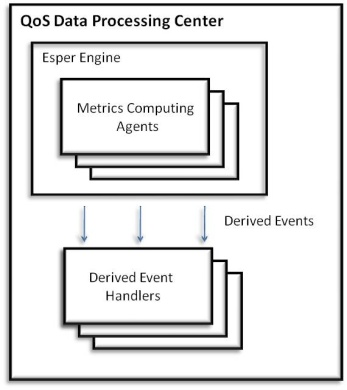 QoS Data Processing Center
Esper Engine
Metrics Computing
Agents
Derived Events
Derived Event
Handlers